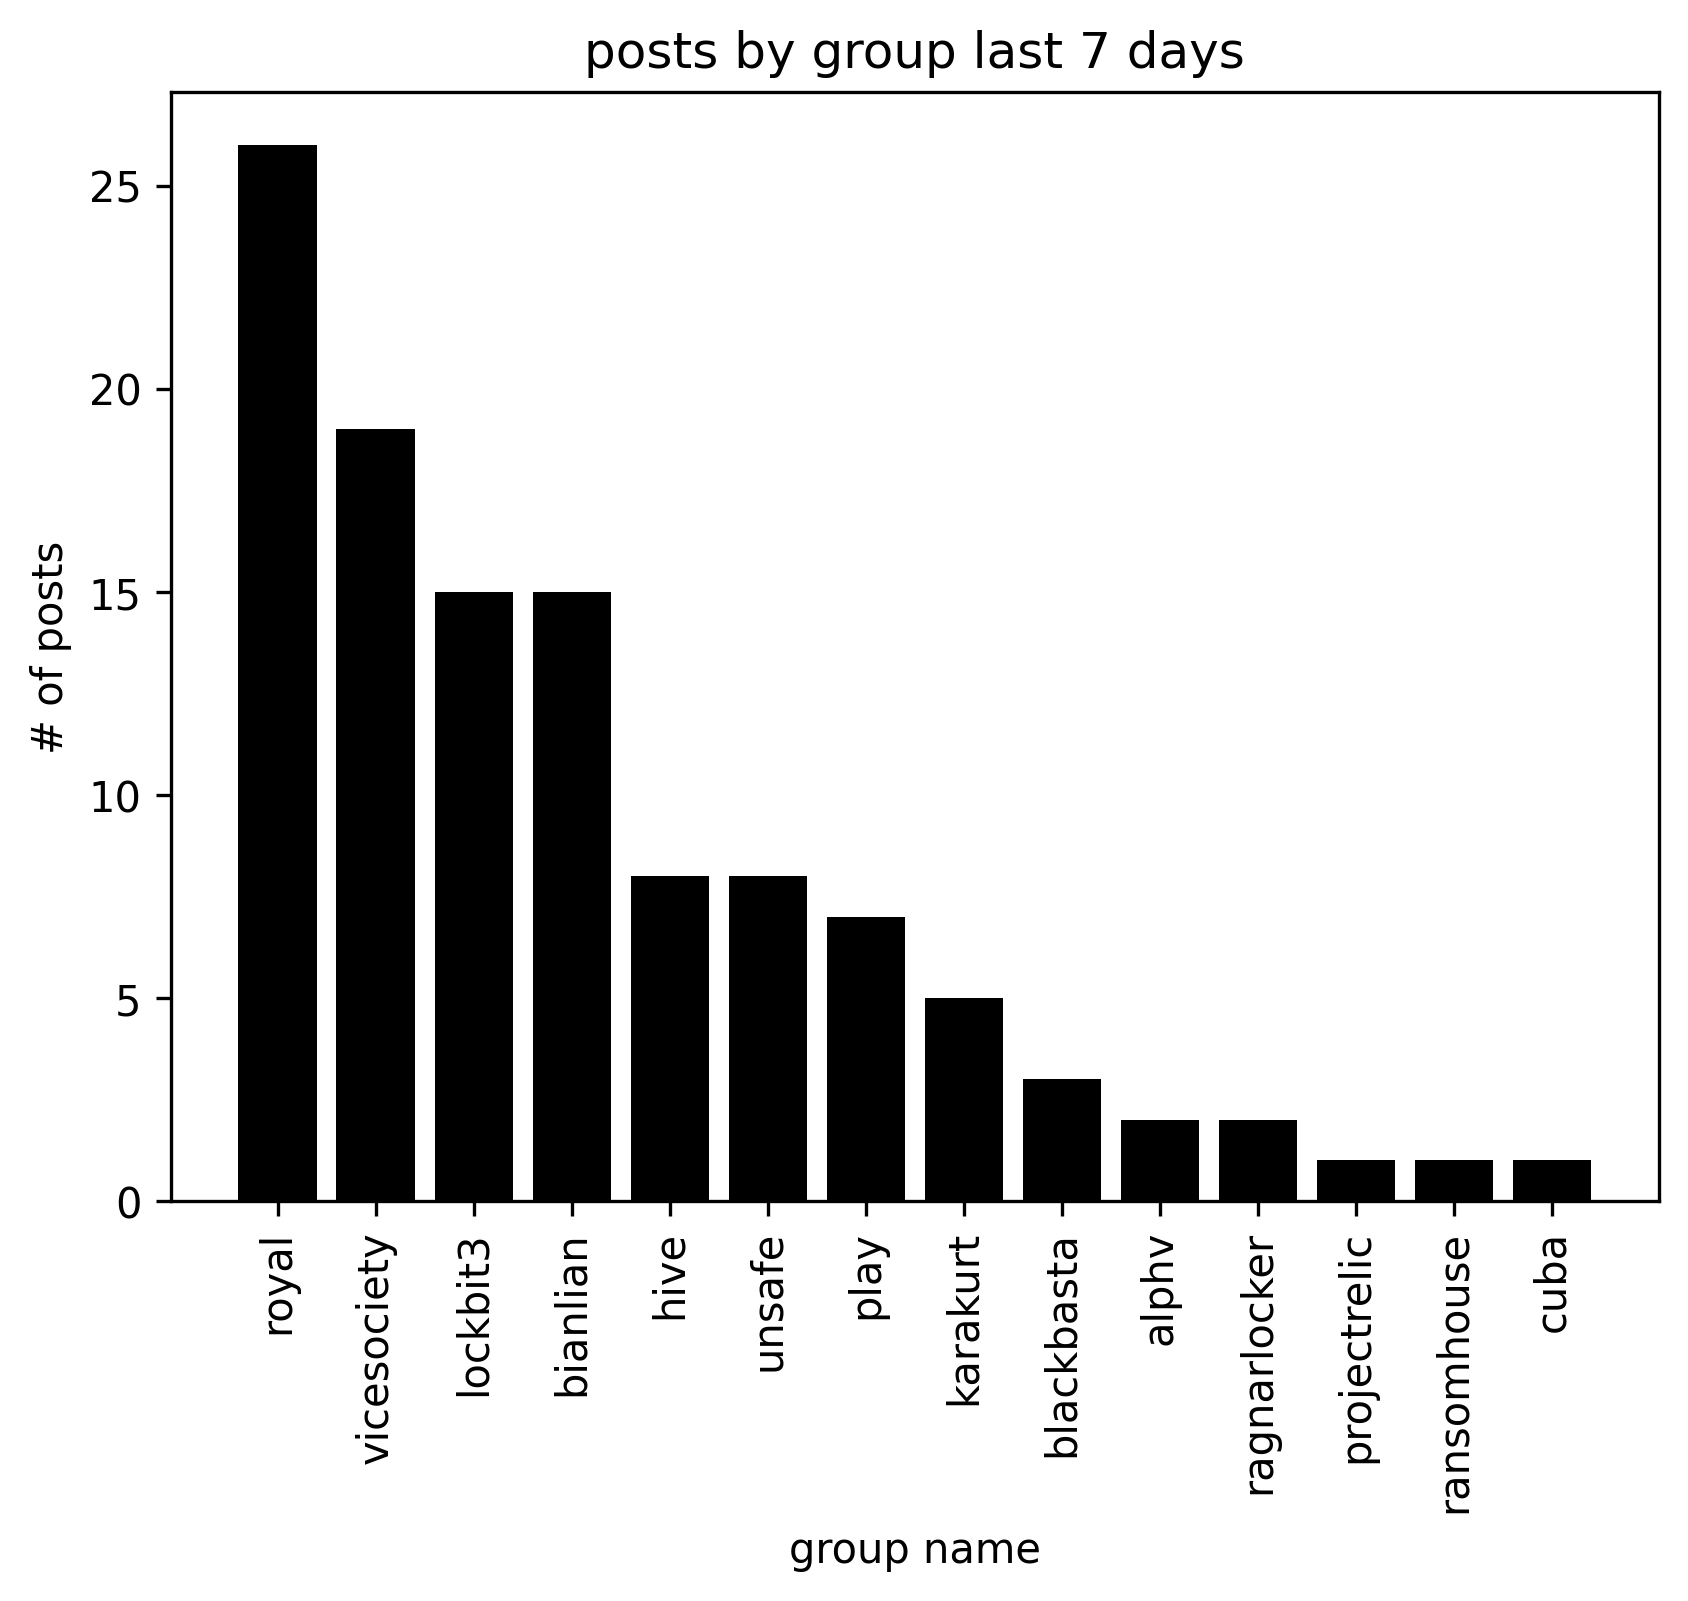 posts by group last 7 days
# of posts
25
20
15
10
5
0
royal
vicesociety
lockbit3
bianlian
hive
unsafe
play
karakurt
blackbasta
alphv
ragnarlocker
projectrelic
ransomhouse
cuba
group name